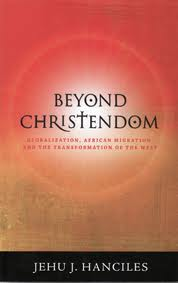 BEYOND
CHRISTENDOM
GLOBALIZATION, AFRICAN MIGRATION
AND THE TRANSFORMATION OF THE WEST
JEHU J. HANCILES